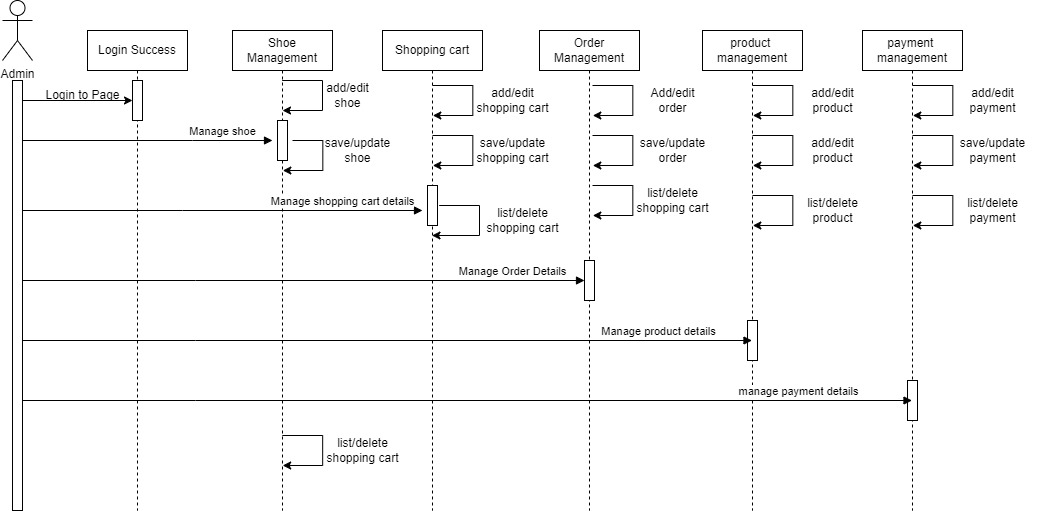 Admin
Login Success
Shoe
Management
Shopping cart
Order
Management
product
management
payment
management
Login to Page
add/edit
shoe
add/edit
shopping cart
Add/edit
order
add/edit
product
add/edit
payment
Manage shoe
save/update
shoe
save/update
shopping cart
save/update
order
add/edit
product
save/update
payment
Manage shopping cart details
list/delete
shopping cart
list/delete
shopping cart
list/delete
product
list/delete
payment
Manage Order Details
Manage product details
manage payment details
list/delete
shopping cart